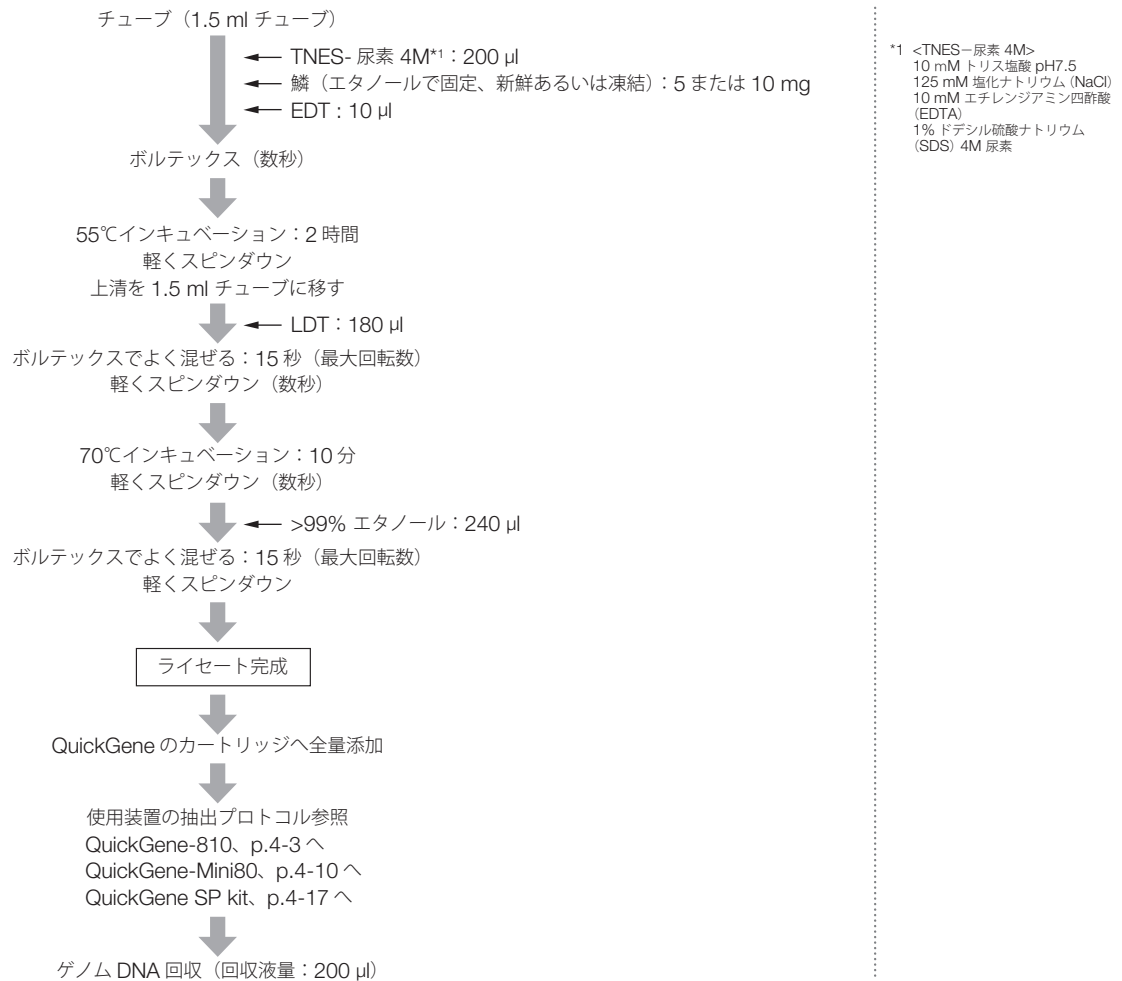 チューブ（1.5 ml チューブ）
TNES- 尿素 4M*1：200 µl
鱗（エタノールで固定、新鮮あるいは凍結）：5 または 10 mg
EDT : 10 µl
ボルテックス（数秒）
55℃インキュベーション：2 時間
軽くスピンダウン
上清を 1.5 ml チューブに移す
LDT：180 µl
ボルテックスでよく混ぜる：15 秒（最大回転数）
軽くスピンダウン（数秒）
70℃インキュベーション：10 分
軽くスピンダウン（数秒）
>99% エタノール：240 µl
ボルテックスでよく混ぜる：15 秒（最大回転数）
軽くスピンダウン
ライセート完成
QuickGene のカートリッジへ全量添加
使用装置の抽出プロトコル参照
QuickGene-810、p.4-3 へ
QuickGene-Mini80、p.4-10 へ
QuickGene SP kit、p.4-17 へ
ゲノム DNA 回収（回収液量：200 µl）
*1 <TNES−尿素 4M>
10 mM トリス塩酸 pH7.5
125 mM 塩化ナトリウム（NaCl）
10 mM エチレンジアミン四酢酸
（EDTA）
1% ドデシル硫酸ナトリウム
（SDS）4M 尿素